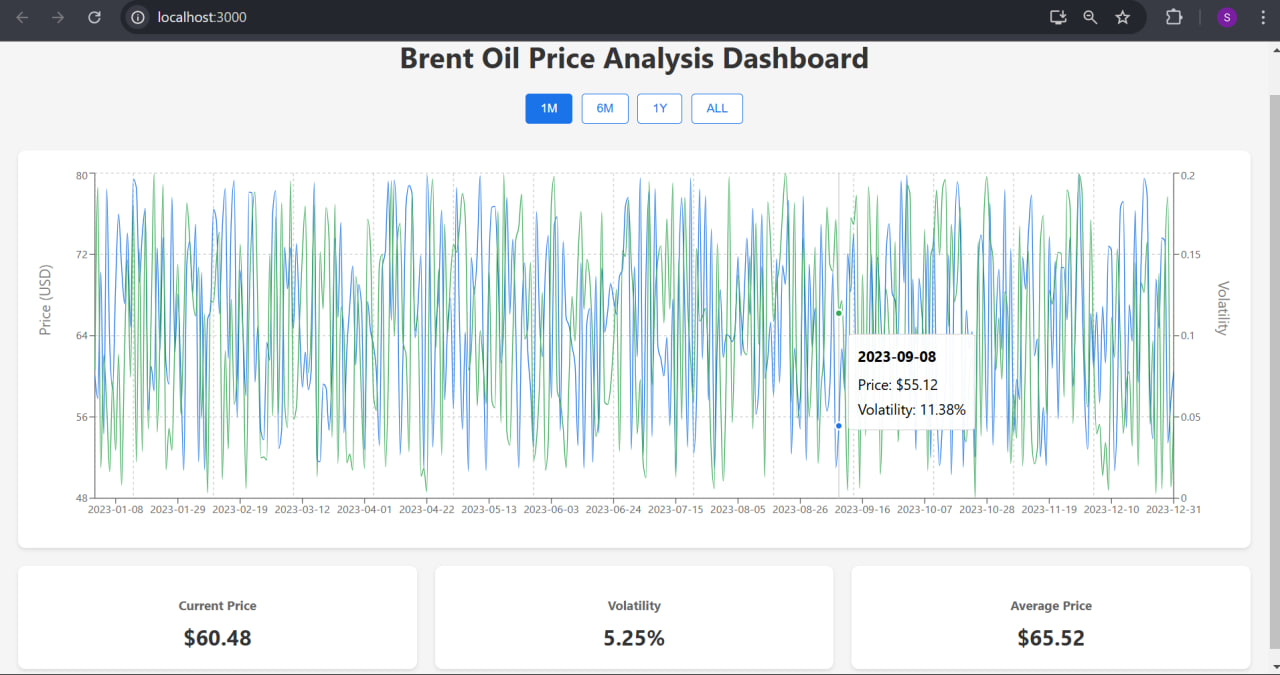 localhost:3000
S
Brent Oil Price Analysis Dashboard
1M 6M 1Y ALL
80
72
64
56
48
Price (USD)
0.2
0.15
0.1
0.05
0
Volatility
2023-09-08
Price: $55.12
Volatility: 11.38%
2023-01-08 2023-01-29 2023-02-19 2023-03-12 2023-04-01 2023-04-22 2023-05-13 2023-06-03 2023-06-24 2023-07-15 2023-08-05 2023-08-26 2023-09-16 2023-10-07 2023-10-28 2023-11-19 2023-12-10 2023-12-31
Current Price
$60.48
Volatility
5.25%
Average Price
$65.52